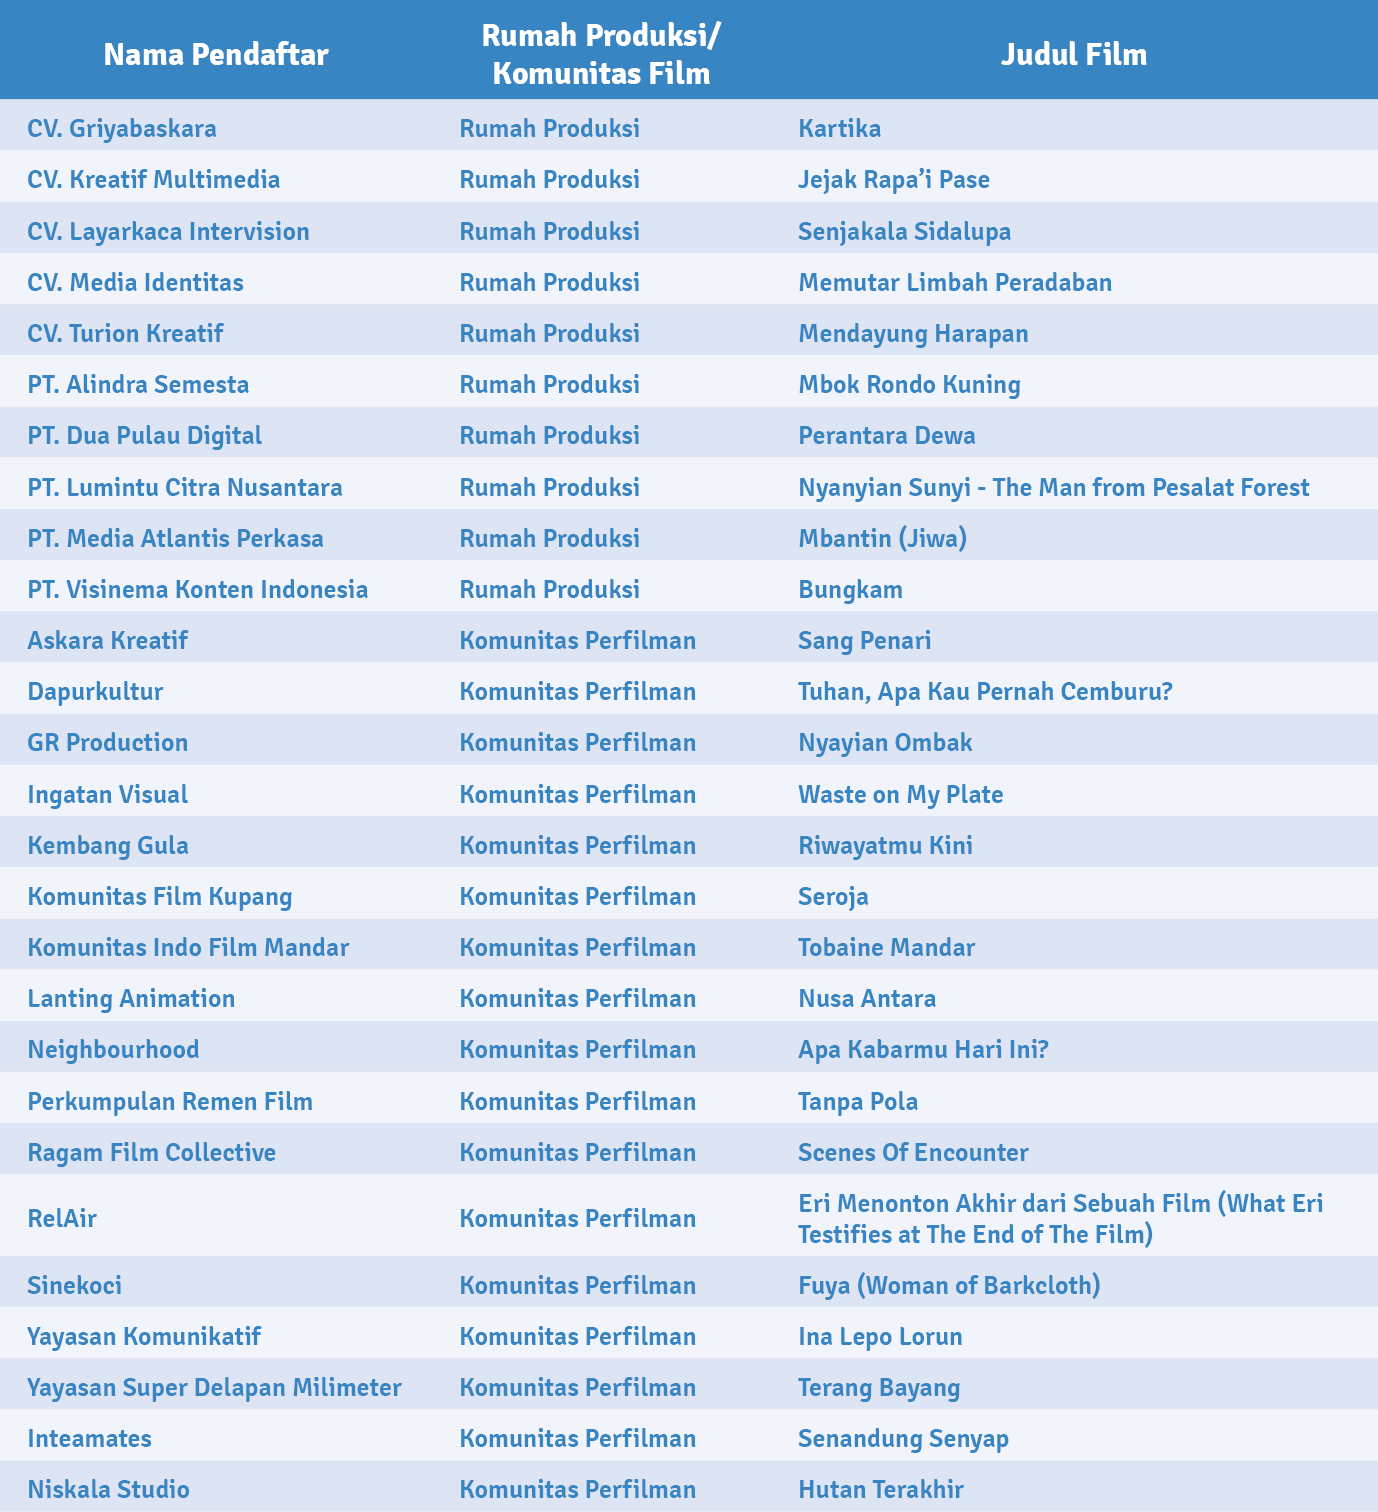 Nama Pendaftar Rumah Produksi/ Komunitas Film Judul Film
CV. Griyabaskara Rumah Produksi Kartika
CV. Kreatif Multimedia Rumah Produksi Jejak Rapa’i Pase
CV. Layarkaca Intervision Rumah Produksi Senjakala Sidalupa
CV. Media Identitas Rumah Produksi Memutar Limbah Peradaban
CV. Turion Kreatif Rumah Produksi Mendayung Harapan
PT. Alindra Semesta Rumah Produksi Mbok Rondo Kuning
PT. Dua Pulau Digital Rumah Produksi Perantara Dewa
PT. Lumintu Citra Nusantara Rumah Produksi Nyanyian Sunyi - The Man from Pesalat Forest
PT. Media Atlantis Perkasa Rumah Produksi Mbantin (Jiwa)
PT. Visinema Konten Indonesia Rumah Produksi Bungkam
Askara Kreatif Komunitas Perfilman Sang Penari
Dapurkultur Komunitas Perfilman Tuhan, Apa Kau Pernah Cemburu?
GR Production Komunitas Perfilman Nyayian Ombak
Ingatan Visual Komunitas Perfilman Waste on My Plate
Kembang Gula Komunitas Perfilman Riwayatmu Kini
Komunitas Film Kupang Komunitas Perfilman Seroja
Komunitas Indo Film Mandar Komunitas Perfilman Tobaine Mandar
Lanting Animation Komunitas Perfilman Nusa Antara
Neighbourhood Komunitas Perfilman Apa Kabarmu Hari Ini?
Perkumpulan Remen Film Komunitas Perfilman Tanpa Pola
Ragam Film Collective Komunitas Perfilman Scenes Of Encounter
RelAir Komunitas Perfilman Eri Menonton Akhir dari Sebuah Film (What Eri
Testifies at The End of The Film)
Sinekoci Komunitas Perfilman Fuya (Woman of Barkcloth)
Yayasan Komunikatif Komunitas Perfilman Ina Lepo Lorun
Yayasan Super Delapan Milimeter Komunitas Perfilman Terang Bayang
Inteamates Komunitas Perfilman Senandung Senyap
Niskala Studio Komunitas Perfilman Hutan Terakhir